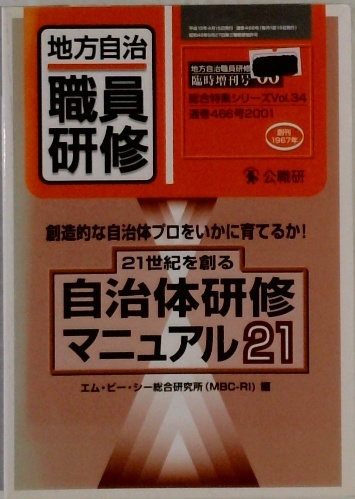 地方自治
職員
研修
地方自治職員研修
臨時増刊号
総合特集シリーズVol.34
通巻466号2001
創刊
1967年
公職研
創造的な自治体プロをいかに育てるか!
21世紀を創る
自治体研修
マニュアル21
エム・ビー・シー総合研究所(MBC-RI) 編